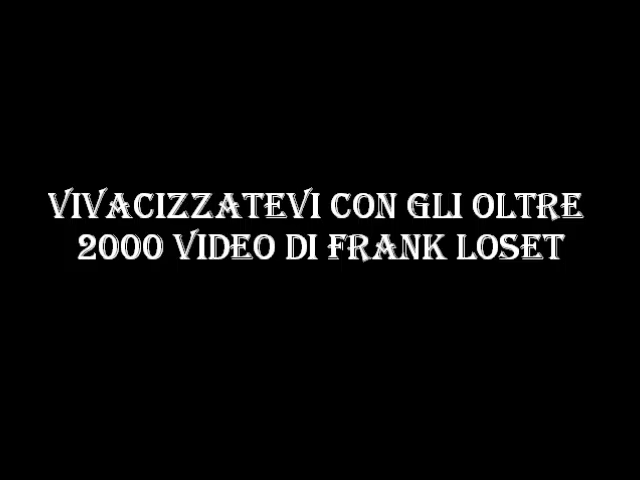 VIVACIZZATEVI CON GLI OLTRE
2000 VIDEO DI FRANK LOSET